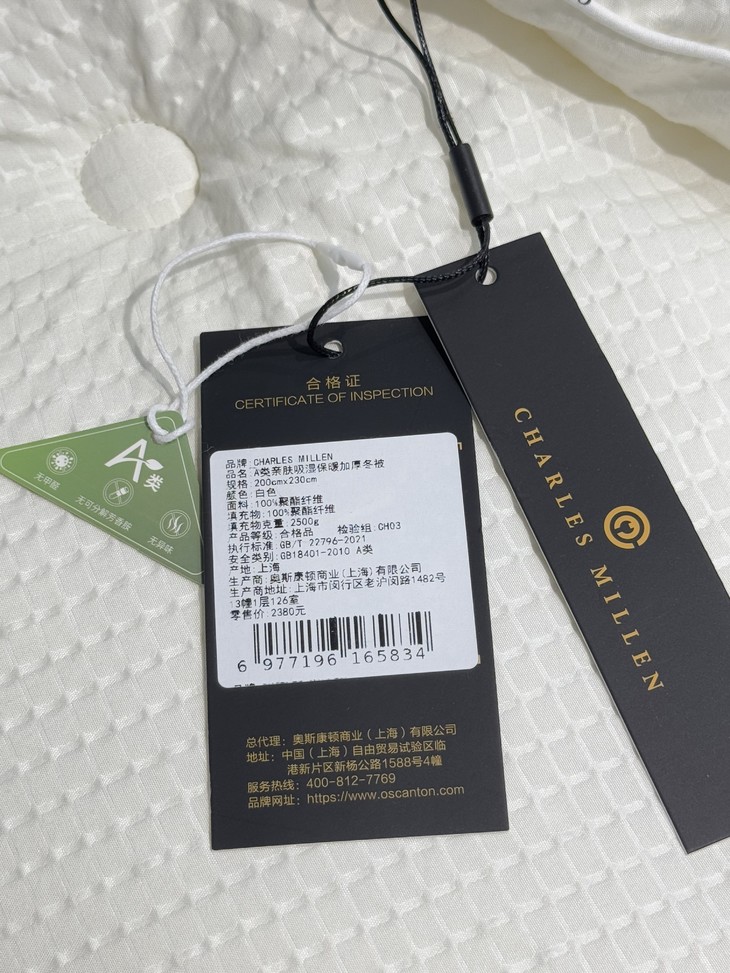 合格证
CERTIFICATE OF INSPECTION
品牌:CHARLES MILLEN
品名:A类亲肤吸湿保暖加厚冬被
规格:200cmx230cm
颜色:白色
面料:100%聚酯纤维
填充物:100%聚酯纤维
填充物克重:2500g
产品等级:合格品 检验组:CH03
执行标准:GB/T 22796-2021
安全类别:GB18401-2010 A类
产地:上海
生产商:奥斯康顿商业(上海)有限公司
生产商地址:上海市闵行区老沪闵路1482号
13幢1层126室
零售价:2380元
6 977196 165834
总代理：奥斯康顿商业（上海）有限公司
地址：中国（上海）自由贸易试验区临
港新片区新杨公路1588号4幢
服务热线：400-812-7769
品牌网址：https://www.oscanton.com
A类
无甲醛
无可分解芳香胺
无异味
CHARLES MILLEN